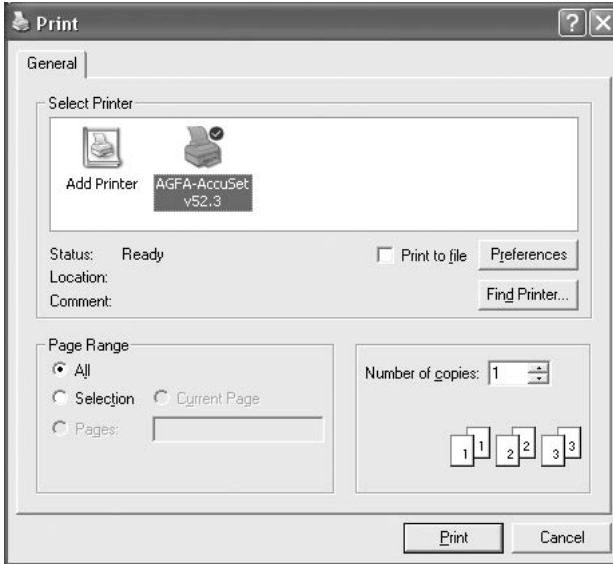 Print
General
Select Printer
Add Printer
AGFA-AccuSet
v52.3
Status: Ready
Print to file
Preferences
Location:
Comment:
Find Printer...
Page Range
All
Selection
Current Page
Pages:
Number of copies: 1
1 1 2 2 3 3
Print
Cancel